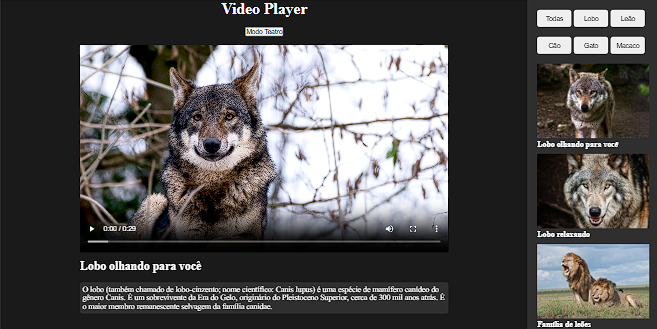 Video Player
Modo Teatro
0:00 / 0:29
Lobo olhando para você
O lobo (também chamado de lobo-cinzento; nome científico: Canis lupus) é uma espécie de mamífero canídeo do
gênero Canis. É um sobrevivente da Era do Gelo, originário do Pleistoceno Superior, cerca de 300 mil anos atrás. É
o maior membro remanescente selvagem da família canidae.
Todas Lobo Leão
Cão Gato Macaco
Lobo olhando para você
Lobo relaxando
Família de leões